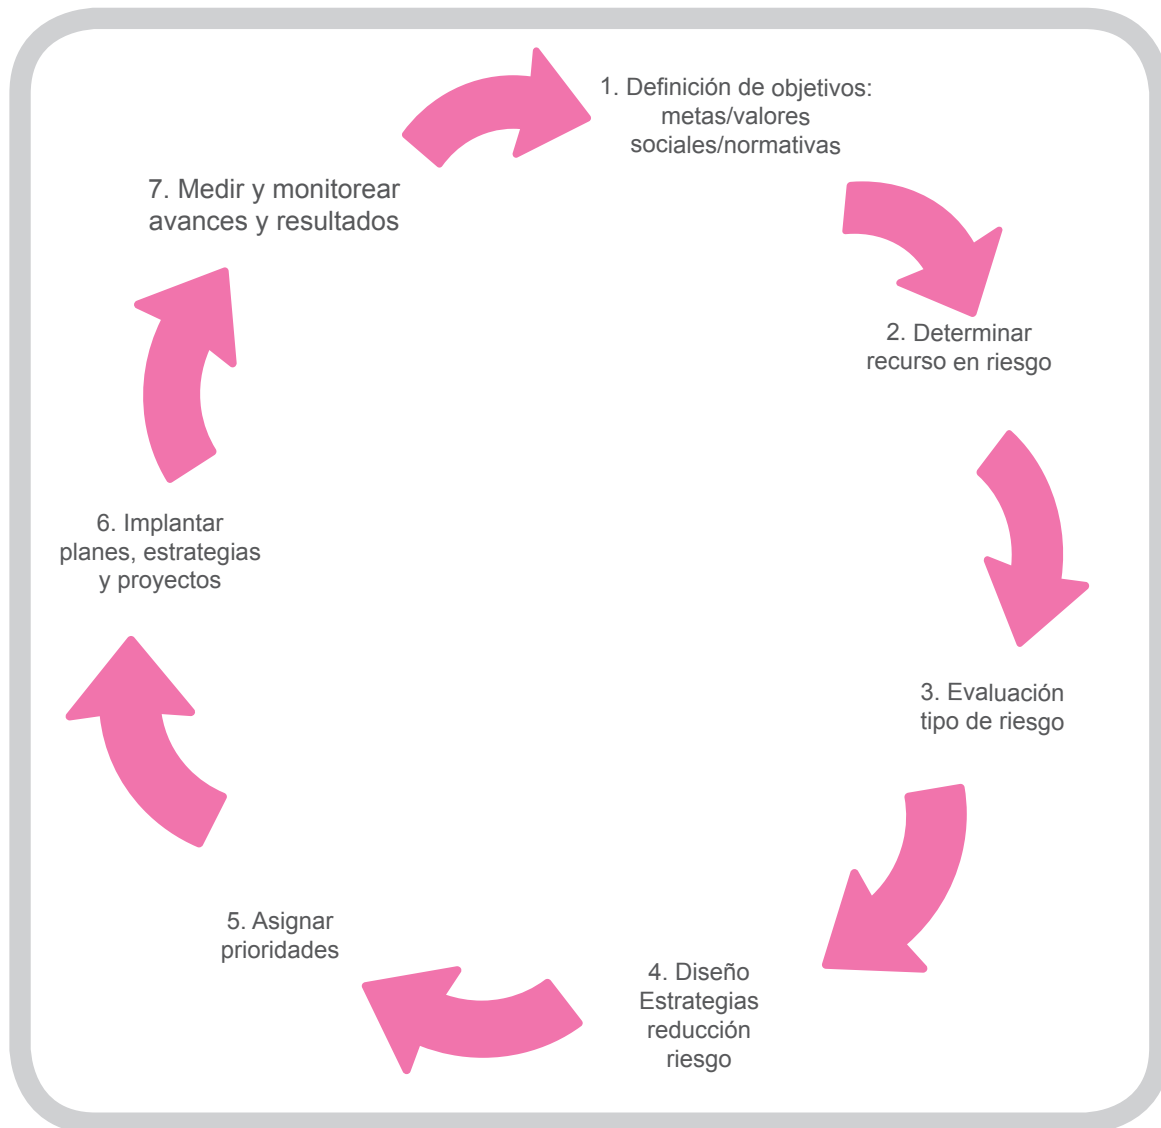 1. Definición de objetivos:
metas/valores
sociales/normativas
2. Determinar
recurso en riesgo
3. Evaluación
tipo de riesgo
4. Diseño
Estrategias
reducción
riesgo
5. Asignar
prioridades
6. Implantar
planes, estrategias
y proyectos
7. Medir y monitorear
avances y resultados